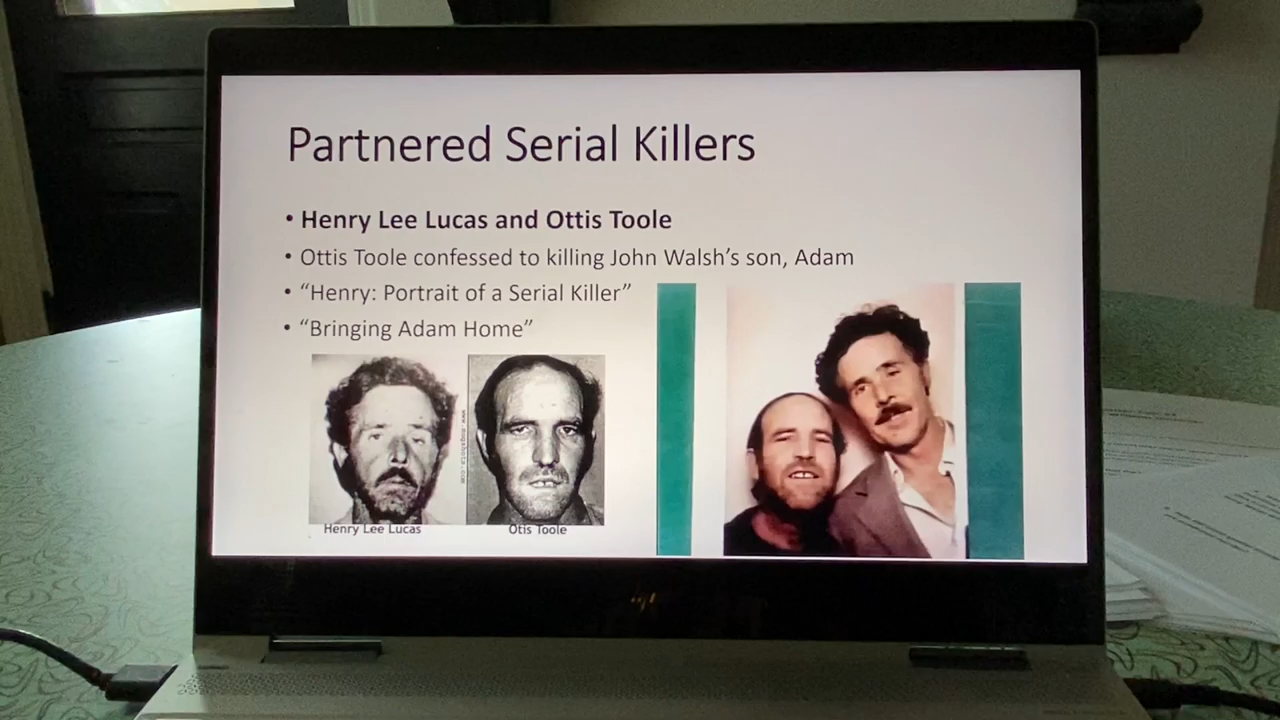 Partnered Serial Killers
• Henry Lee Lucas and Ottis Toole
• Ottis Toole confessed to killing John Walsh’s son, Adam
• “Henry: Portrait of a Serial Killer”
• “Bringing Adam Home”
Henry Lee Lucas
Otis Toole
hp